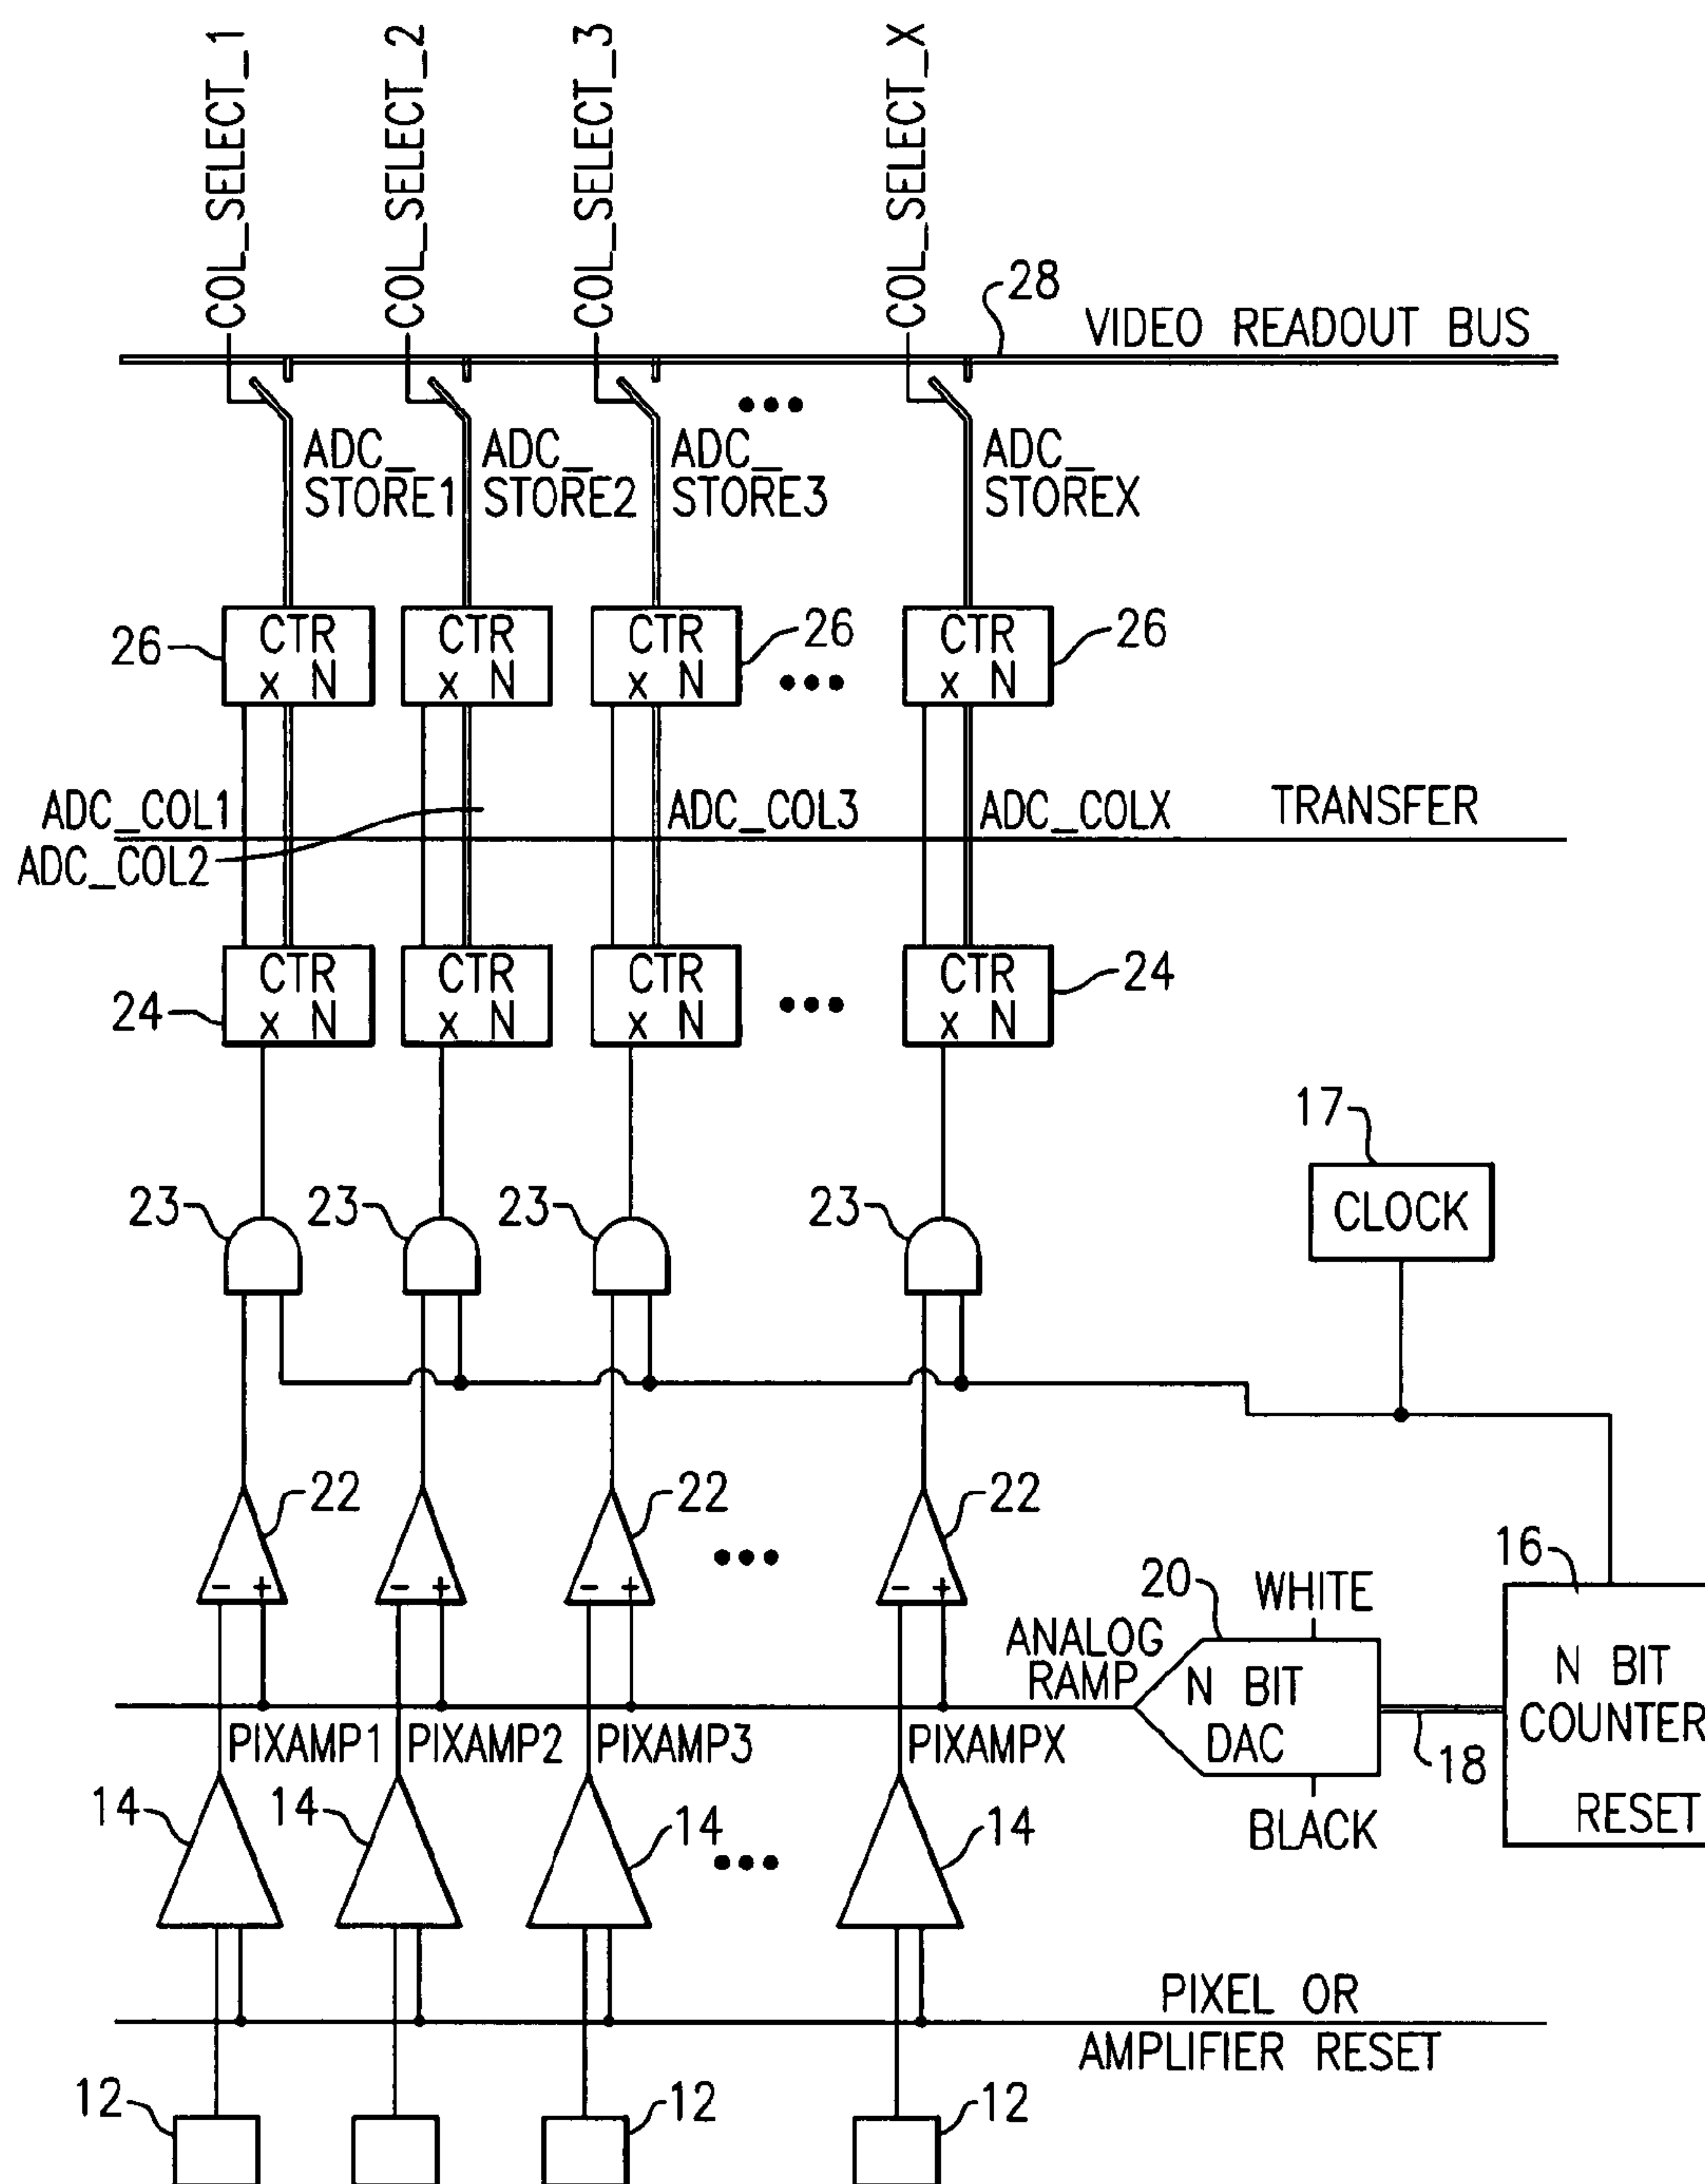 COL_SELECT_1
COL_SELECT_2
COL_SELECT_3
COL_SELECT_X
28
VIDEO READOUT BUS
ADC_
STORE1
ADC_
STORE2
ADC_
STORE3
ADC_
STOREX
26
CTR
x N
CTR
x N
CTR
x N
26
CTR
x N
26
ADC_COL1
ADC_COL2
ADC_COL3
ADC_COLX
TRANSFER
24
CTR
x N
CTR
x N
CTR
x N
CTR
x N
24
17
CLOCK
23
23
23
23
22
22
22
- +
- +
- +
- +
16
N BIT
COUNTER
RESET
20
WHITE
N BIT
DAC
BLACK
18
ANALOG
RAMP
PIXAMP1
PIXAMP2
PIXAMP3
PIXAMPX
14
14
14
14
PIXEL OR
AMPLIFIER RESET
12
12
12